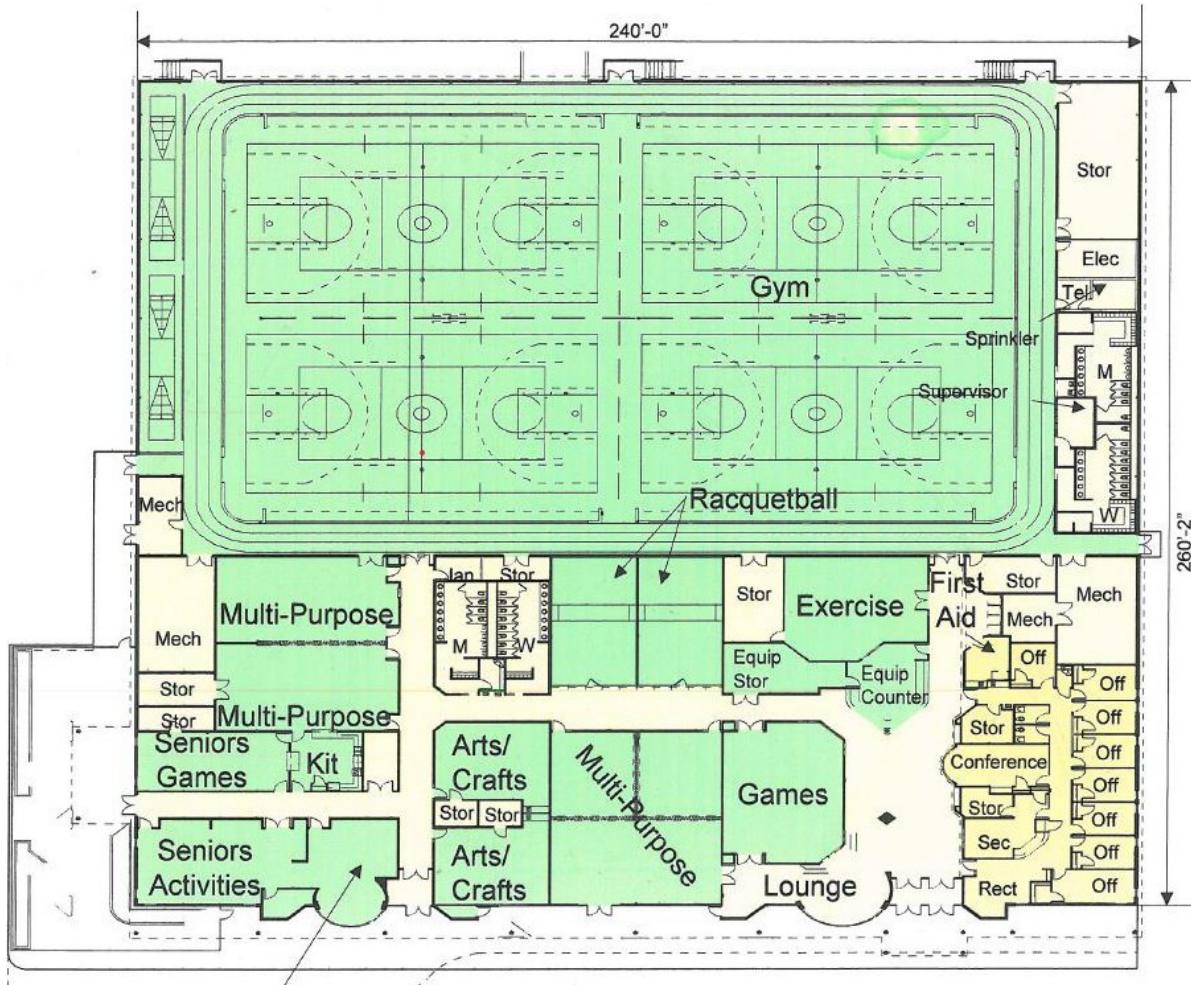 240'-0"
Stor
Elec
Gym
Tel.
Sprinkler
M
Supervisor
Racquetball
Mech
W
260'-2"
Jan
Stor
First
Aid
Stor
Mech
Multi-Purpose
Stor
Exercise
Mech
Mech
M
W
Off
Equip
Stor
Equip
Counter
Off
Stor
Stor
Multi-Purpose
Stor
Off
Seniors
Games
Kit
Arts/
Crafts
Multi-Purpose
Games
Conference
Off
Off
Stor
Stor
Stor
Off
Seniors
Activities
Arts/
Crafts
Sec
Off
Lounge
Rect
Off